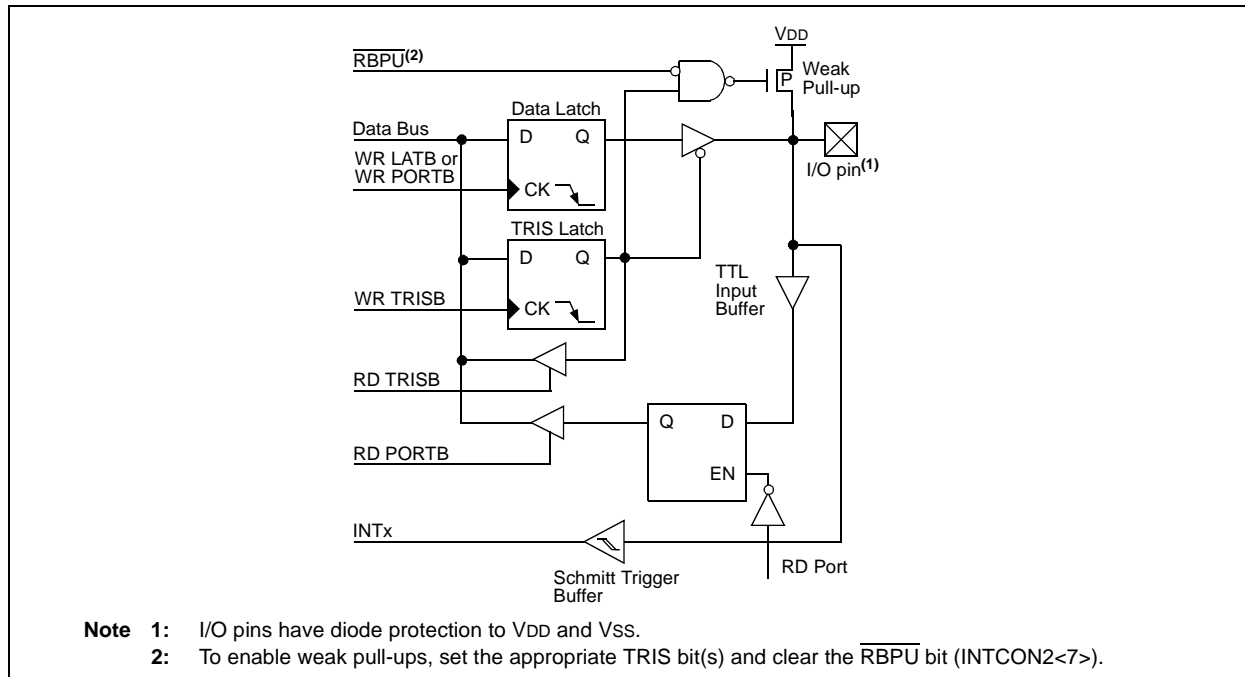 VDD
RBPU(2)
P
Weak
Pull-up
Data Latch
Data Bus
D Q
WR LATB or
WR PORTB
CK
I/O pin(1)
TRIS Latch
D Q
TTL
Input
Buffer
WR TRISB
CK
RD TRISB
Q D
RD PORTB
EN
INTx
RD Port
Schmitt Trigger
Buffer
Note 1: I/O pins have diode protection to VDD and VSS.
2: To enable weak pull-ups, set the appropriate TRIS bit(s) and clear the RBPU bit (INTCON2<7>).